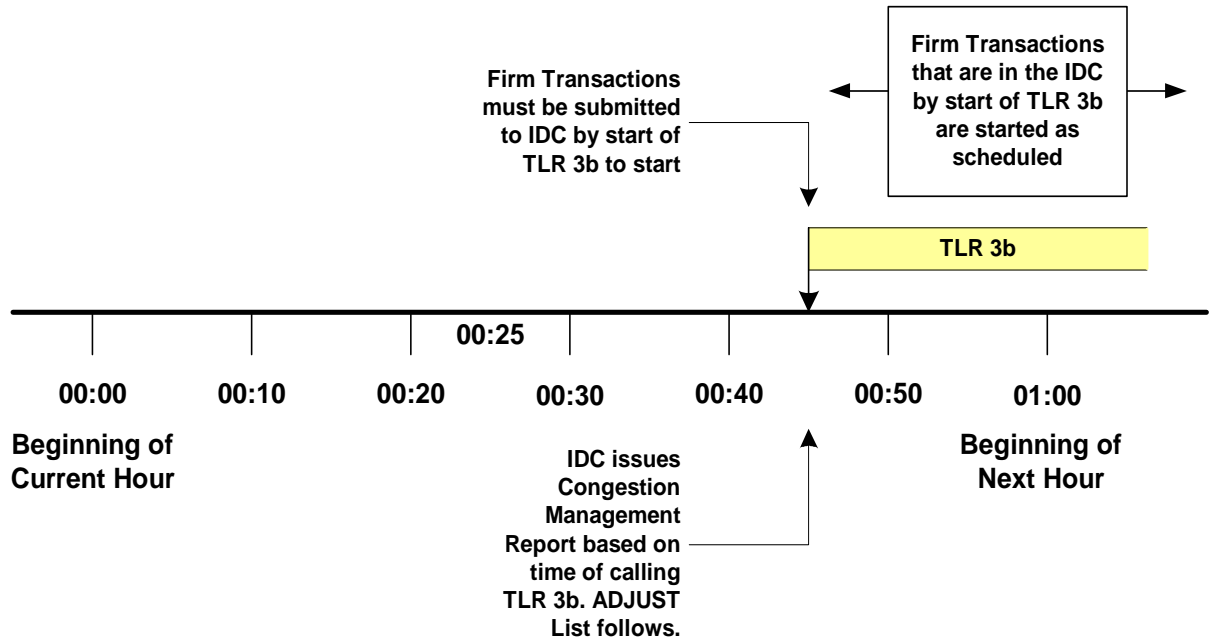 Firm Transactions
must be submitted
to IDC by start of
TLR 3b to start
Firm Transactions
that are in the IDC
by start of TLR 3b
are started as
scheduled
TLR 3b
00:25
00:00
00:10
00:20
00:30
00:40
00:50
01:00
Beginning of
Current Hour
IDC issues
Congestion
Management
Report based on
time of calling
TLR 3b. ADJUST
List follows.
Beginning of
Next Hour